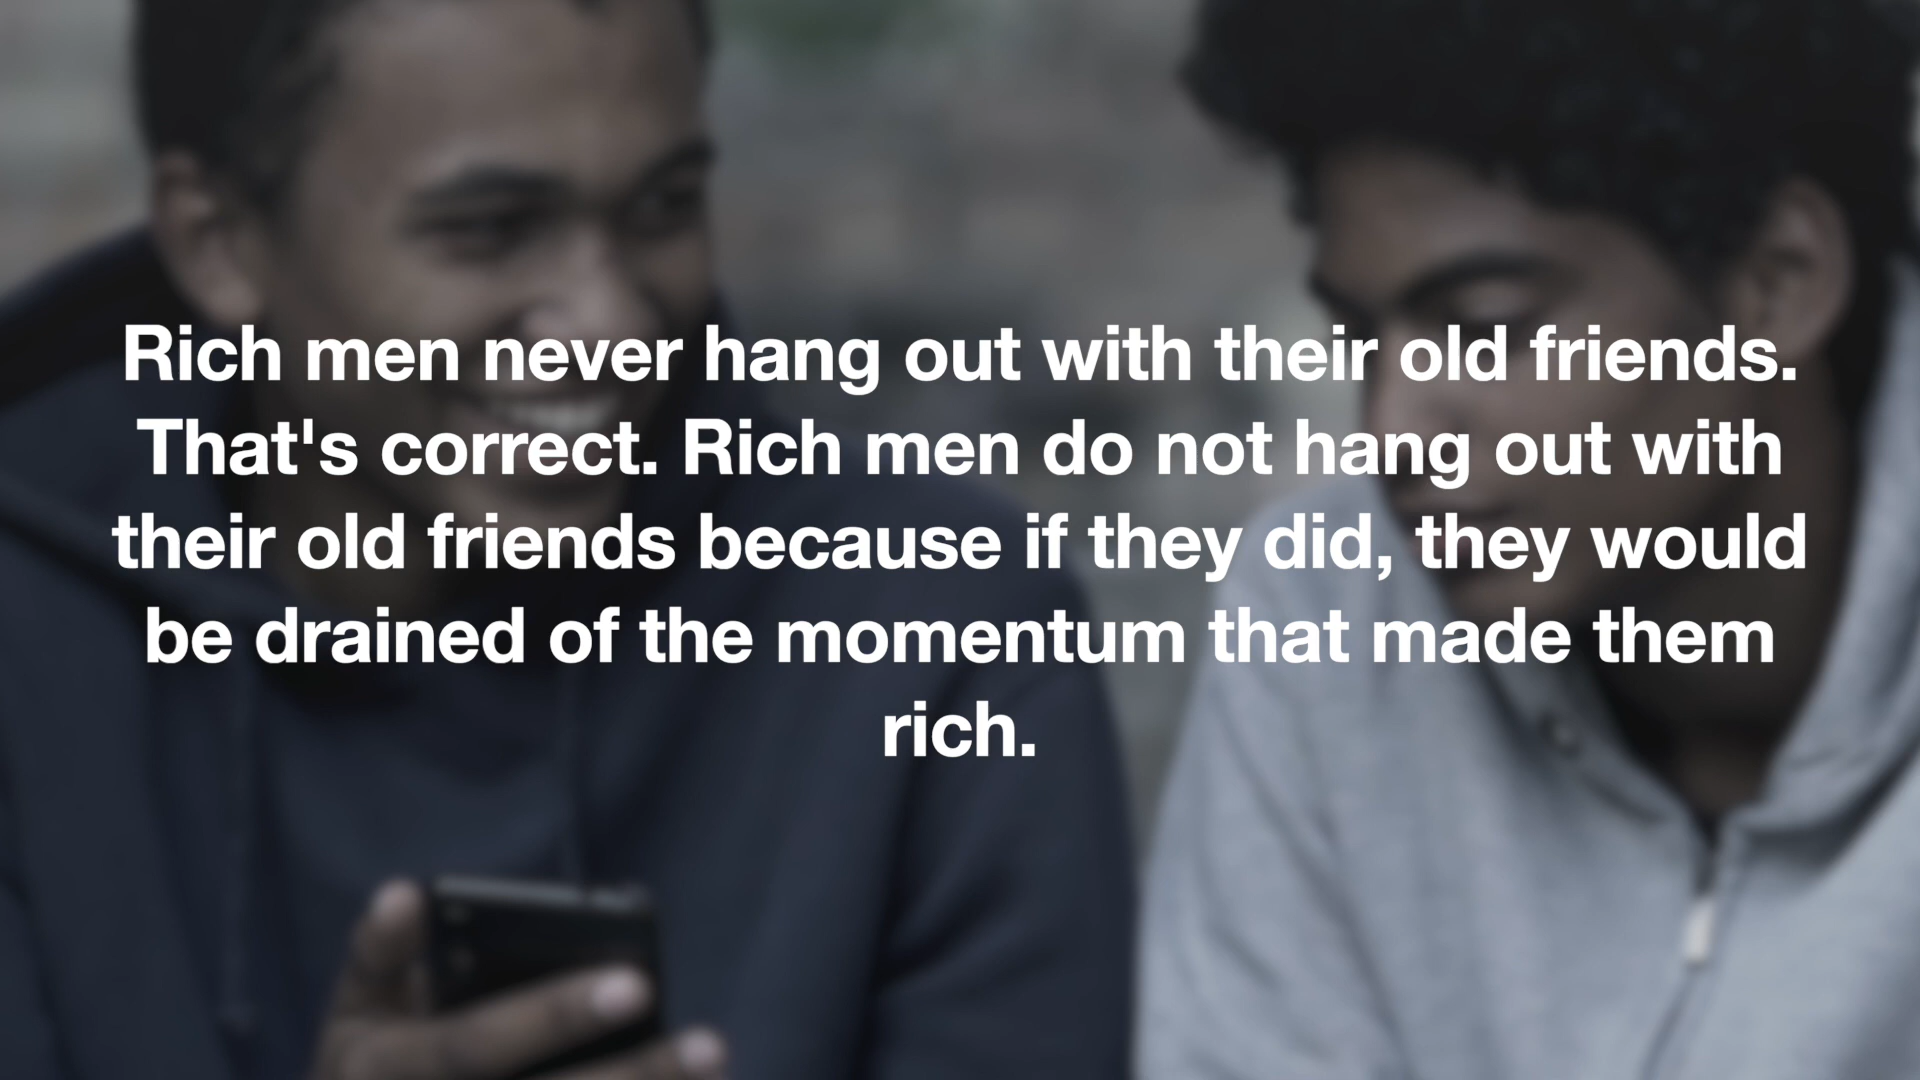 Rich men never hang out with their old friends.
That's correct. Rich men do not hang out with
their old friends because if they did, they would
be drained of the momentum that made them
rich.